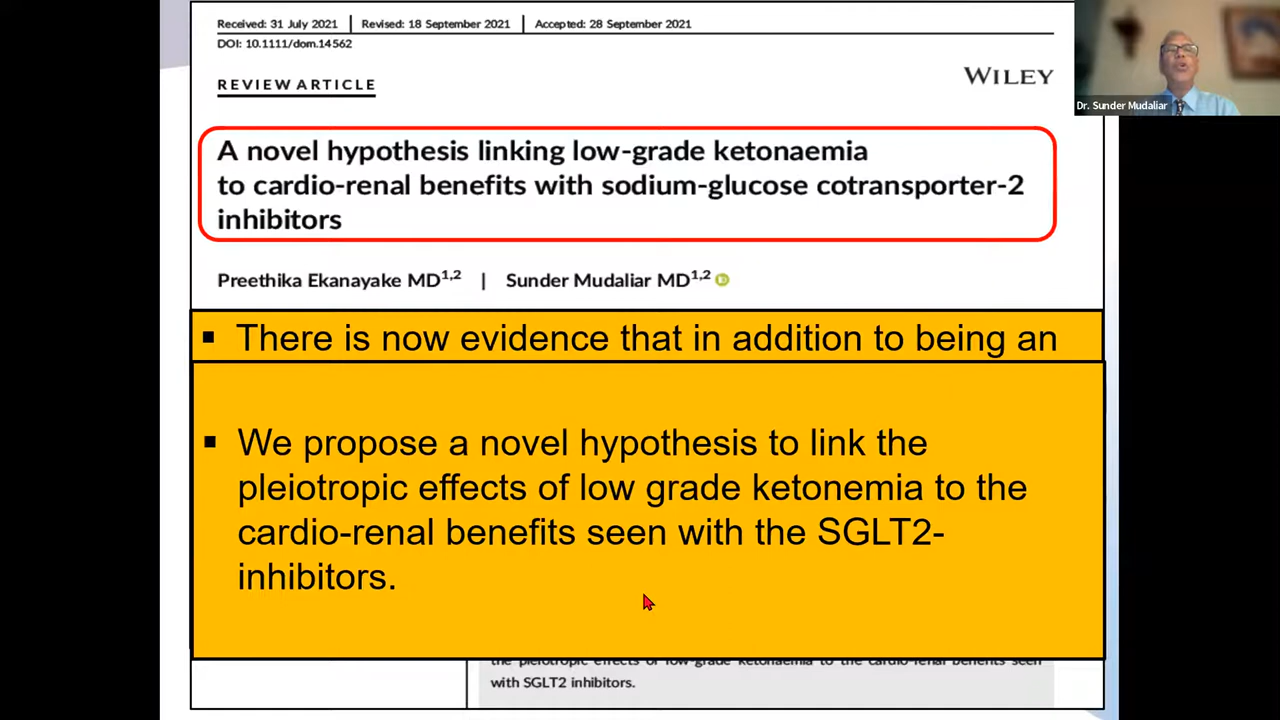 Received: 31 July 2021 | Revised: 18 September 2021 | Accepted: 28 September 2021
DOI: 10.1111/dom.14562
REVIEW ARTICLE
WILEY
Dr. Sunder Mudaliar
A novel hypothesis linking low-grade ketonaemia
to cardio-renal benefits with sodium-glucose cotransporter-2
inhibitors
Preethika Ekanayake MD1,2 | Sunder Mudaliar MD1,2 iD
▪ There is now evidence that in addition to being an
▪ We propose a novel hypothesis to link the
pleiotropic effects of low grade ketonemia to the
cardio-renal benefits seen with the SGLT2-
inhibitors.
the pleiotropic effects of low-grade ketonaemia to the cardio-renal benefits seen
with SGLT2 inhibitors.